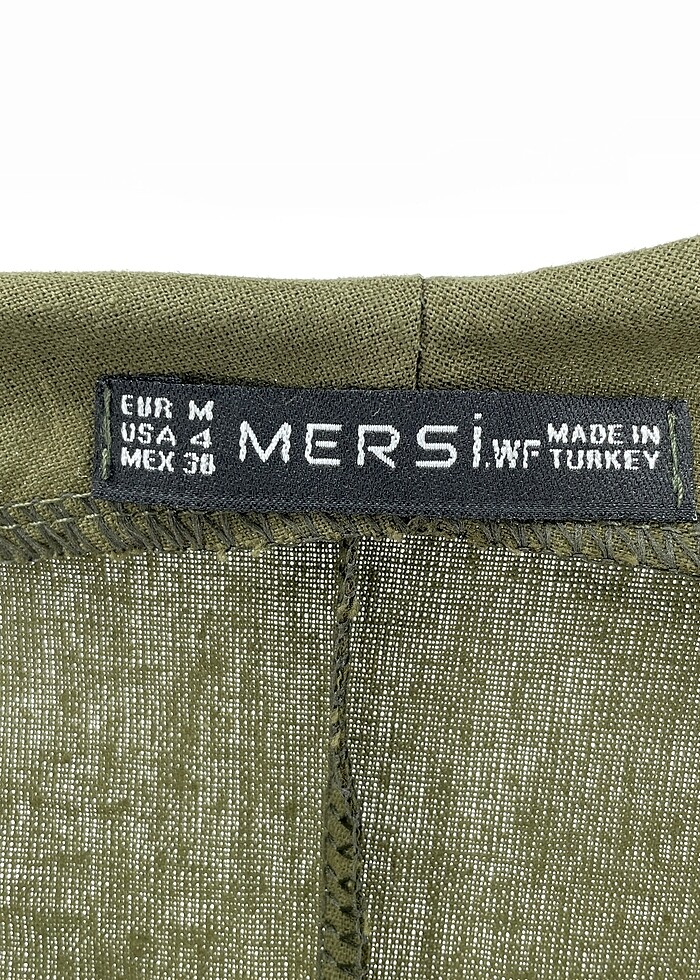 EUR M
USA 4
MEX 38
MERSİ.WF
MADE IN
TURKEY